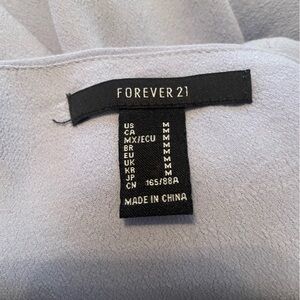 FOREVER 21
US M
CA M
MX/ECU M
BR M
EU M
UK M
KR M
JP M
CN 165/88A
MADE IN CHINA